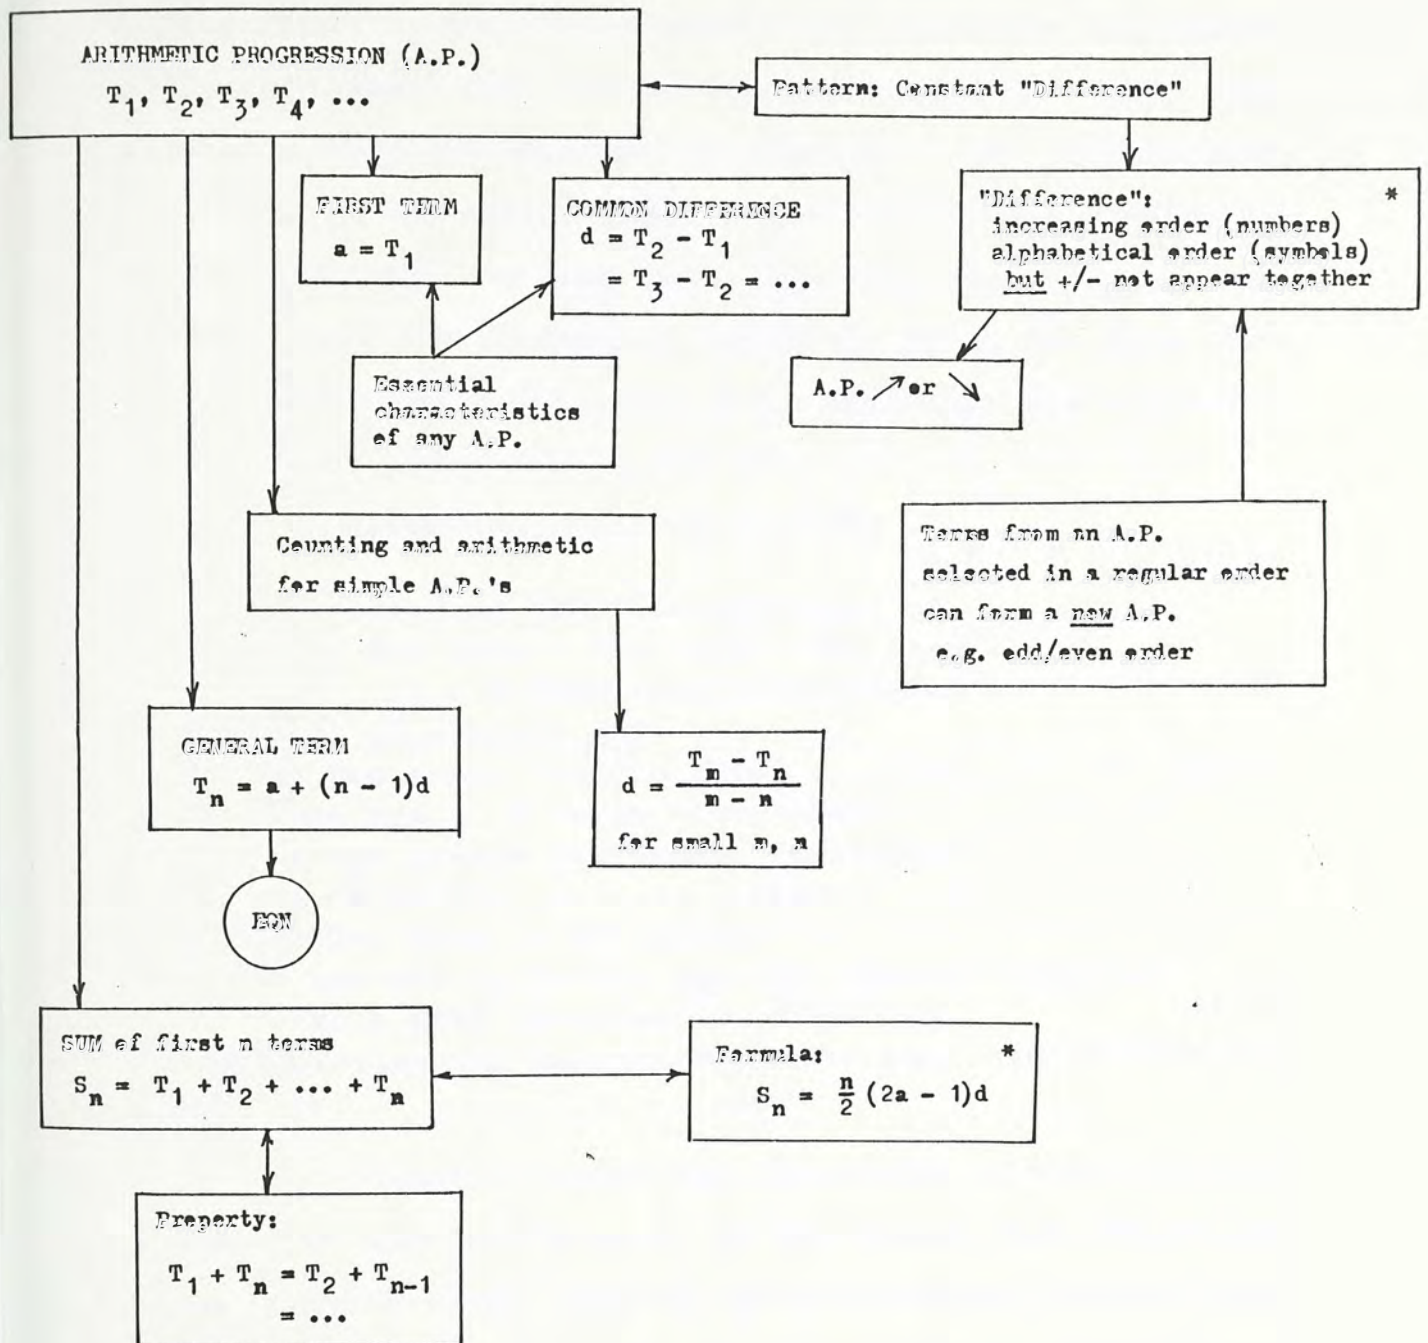 ARITHMETIC PROGRESSION (A.P.)
T₁, T₂, T₃, T₄, ...
Pattern: Constant "Difference"
FIRST TERM
a = T₁
COMMON DIFFERENCE
d = T₂ - T₁
= T₃ - T₂ = ...
"Difference": *
increasing order (numbers)
alphabetical order (symbols)
but +/- not appear together
Essential
characteristics
of any A.P.
A.P. ↗ or ↘
Counting and arithmetic
for simple A.P.'s
Terms from an A.P.
selected in a regular order
can form a new A.P.
e.g. odd/even order
GENERAL TERM
Tₙ = a + (n - 1)d
d = (Tₘ - Tₙ)/(m - n)
for small m, n
EQN
SUM of first n terms
Sₙ = T₁ + T₂ + ... + Tₙ
Formula: *
Sₙ = n/2 (2a - 1)d
Property:
T₁ + Tₙ = T₂ + Tₙ₋₁
= ...